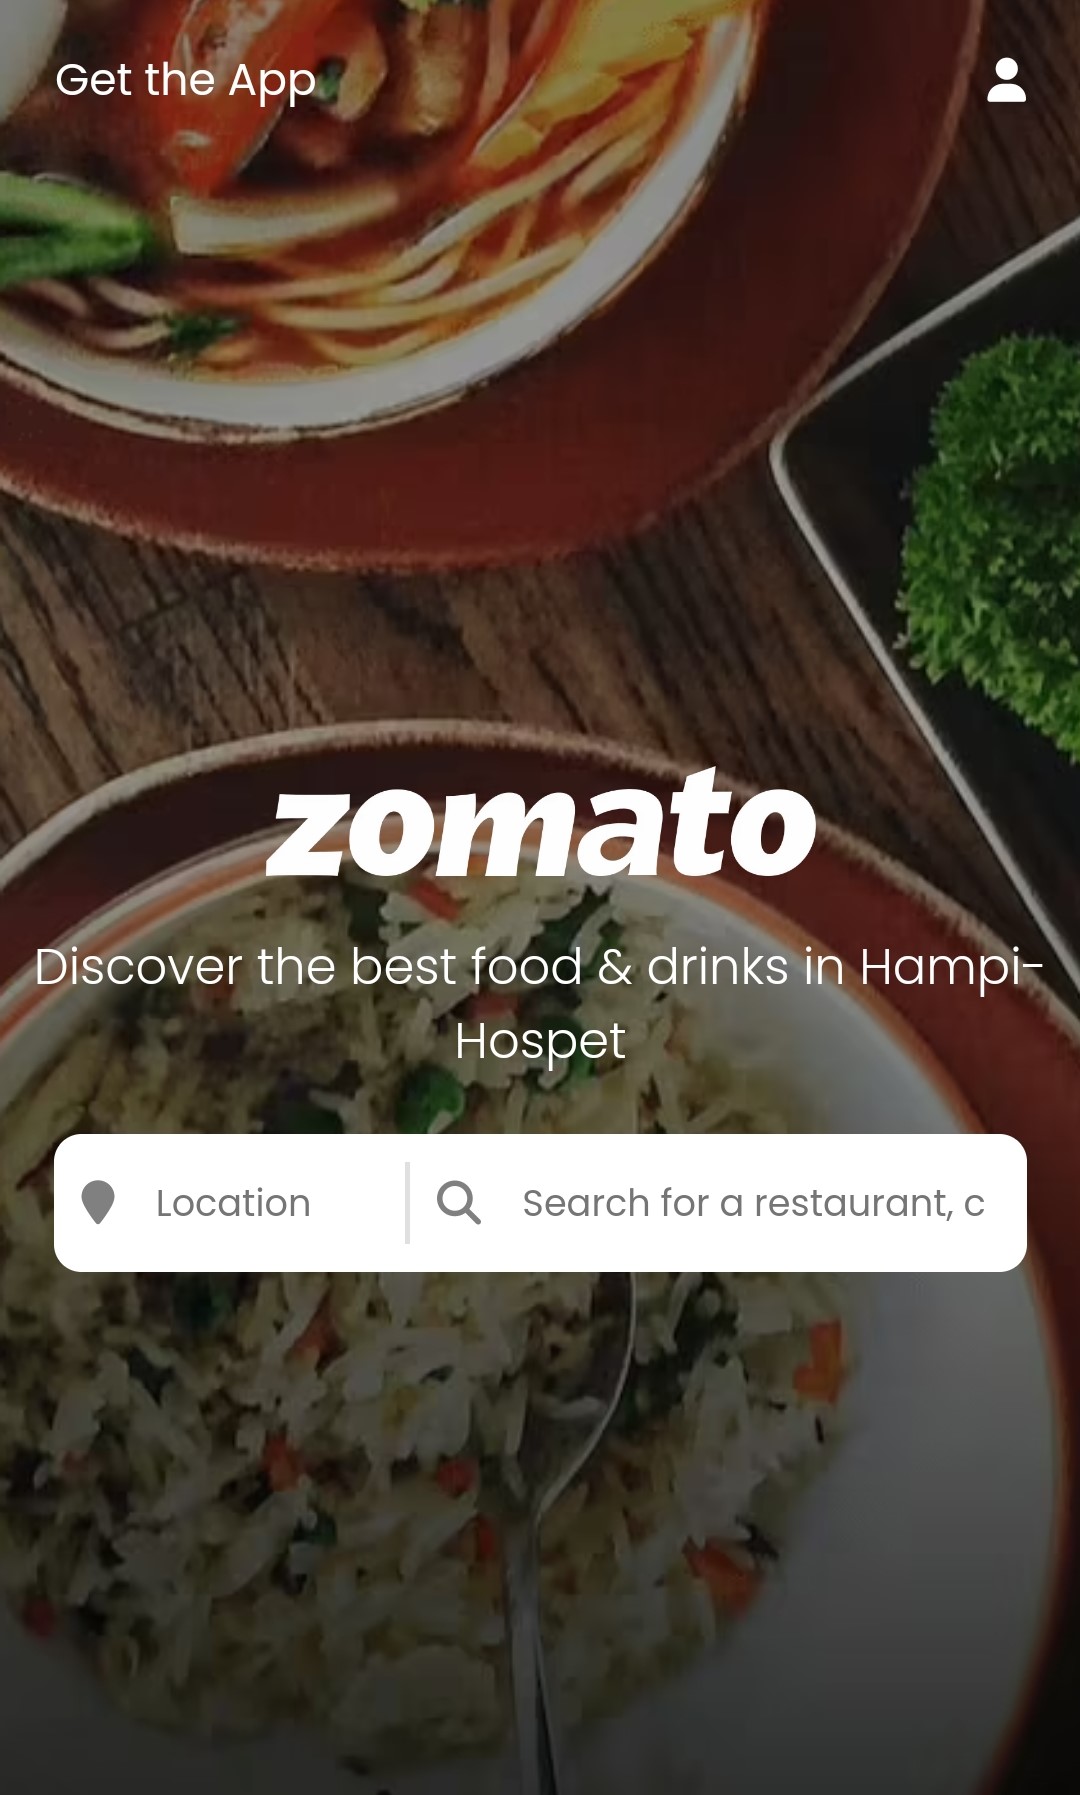 Get the App
zomato
Discover the best food & drinks in Hampi-
Hospet
Location
Search for a restaurant, c